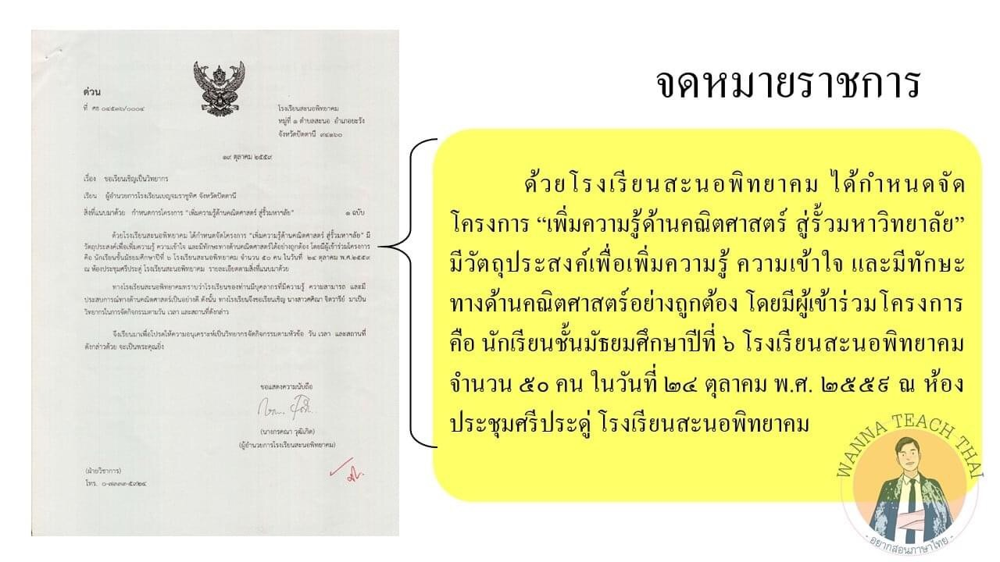 จดหมายราชการ
ด่วน
ที่ ศธ ๐๔๕๓๖/๐๐๐๔
โรงเรียนสะนอพิทยาคม
หมู่ที่ ๑ ตำบลสะนอ อำเภอยะรัง
จังหวัดปัตตานี ๙๔๑๖๐
๑๙ ตุลาคม ๒๕๕๙
เรื่อง ขอเรียนเชิญเป็นวิทยากร
เรียน ผู้อำนวยการโรงเรียนเบญจมราชูทิศ จังหวัดปัตตานี
สิ่งที่แนบมาด้วย กำหนดการโครงการ "เพิ่มความรู้ด้านคณิตศาสตร์ สู่รั้วมหาฯลัย" ๑ ฉบับ
ด้วยโรงเรียนสะนอพิทยาคม ได้กำหนดจัดโครงการ "เพิ่มความรู้ด้านคณิตศาสตร์ สู่รั้วมหาฯลัย" มี
วัตถุประสงค์เพื่อเพิ่มความรู้ ความเข้าใจ และมีทักษะทางด้านคณิตศาสตร์ได้อย่างถูกต้อง โดยมีผู้เข้าร่วมโครงการ
คือ นักเรียนชั้นมัธยมศึกษาปีที่ ๖ โรงเรียนสะนอพิทยาคม จำนวน ๕๐ คน ในวันที่ ๒๔ ตุลาคม พ.ศ.๒๕๕๙
ณ ห้องประชุมศรีประดู่ โรงเรียนสะนอพิทยาคม รายละเอียดตามสิ่งที่แนบมาด้วย
ทางโรงเรียนสะนอพิทยาคมทราบว่าโรงเรียนของท่านมีบุคลากรที่มีความรู้ ความสามารถ และมี
ประสบการณ์ทางด้านคณิตศาสตร์เป็นอย่างดี ดังนั้น ทางโรงเรียนจึงขอเรียนเชิญ นางสาวศศิณา จิตวารีย์ มาเป็น
วิทยากรในการจัดกิจกรรมตามวัน เวลา และสถานที่ดังกล่าว
จึงเรียนมาเพื่อโปรดให้ความอนุเคราะห์เป็นวิทยากรจัดกิจกรรมตามหัวข้อ วัน เวลา และสถานที่
ดังกล่าวด้วย จะเป็นพระคุณยิ่ง
ขอแสดงความนับถือ
(นางกรคณา วุฒิเกิด)
(ผู้อำนวยการโรงเรียนสะนอพิทยาคม)
(ฝ่ายวิชาการ)
โทร. ๐-๗๓๓๓-๕๙๒๔
ด้วยโรงเรียนสะนอพิทยาคม ได้กำหนดจัด
โครงการ “เพิ่มความรู้ด้านคณิตศาสตร์ สู่รั้วมหาวิทยาลัย”
มีวัตถุประสงค์เพื่อเพิ่มความรู้ ความเข้าใจ และมีทักษะ
ทางด้านคณิตศาสตร์อย่างถูกต้อง โดยมีผู้เข้าร่วมโครงการ
คือ นักเรียนชั้นมัธยมศึกษาปีที่ ๖ โรงเรียนสะนอพิทยาคม
จำนวน ๕๐ คน ในวันที่ ๒๔ ตุลาคม พ.ศ. ๒๕๕๙ ณ ห้อง
ประชุมศรีประดู่ โรงเรียนสะนอพิทยาคม
WANNA TEACH THAI
- อยากสอนภาษาไทย -